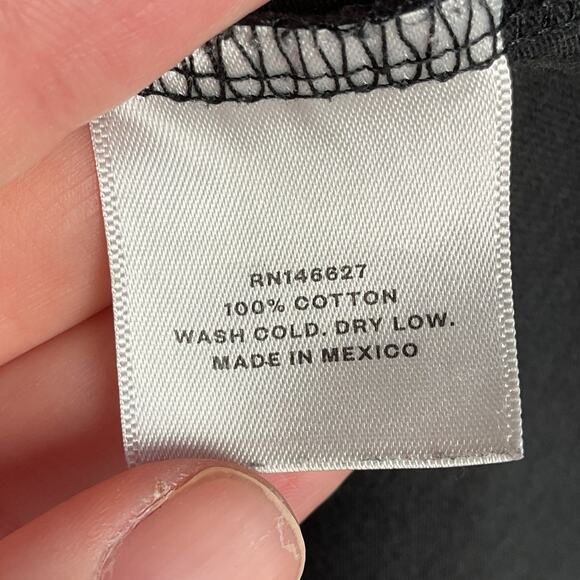 RN146627
100% COTTON
WASH COLD. DRY LOW.
MADE IN MEXICO